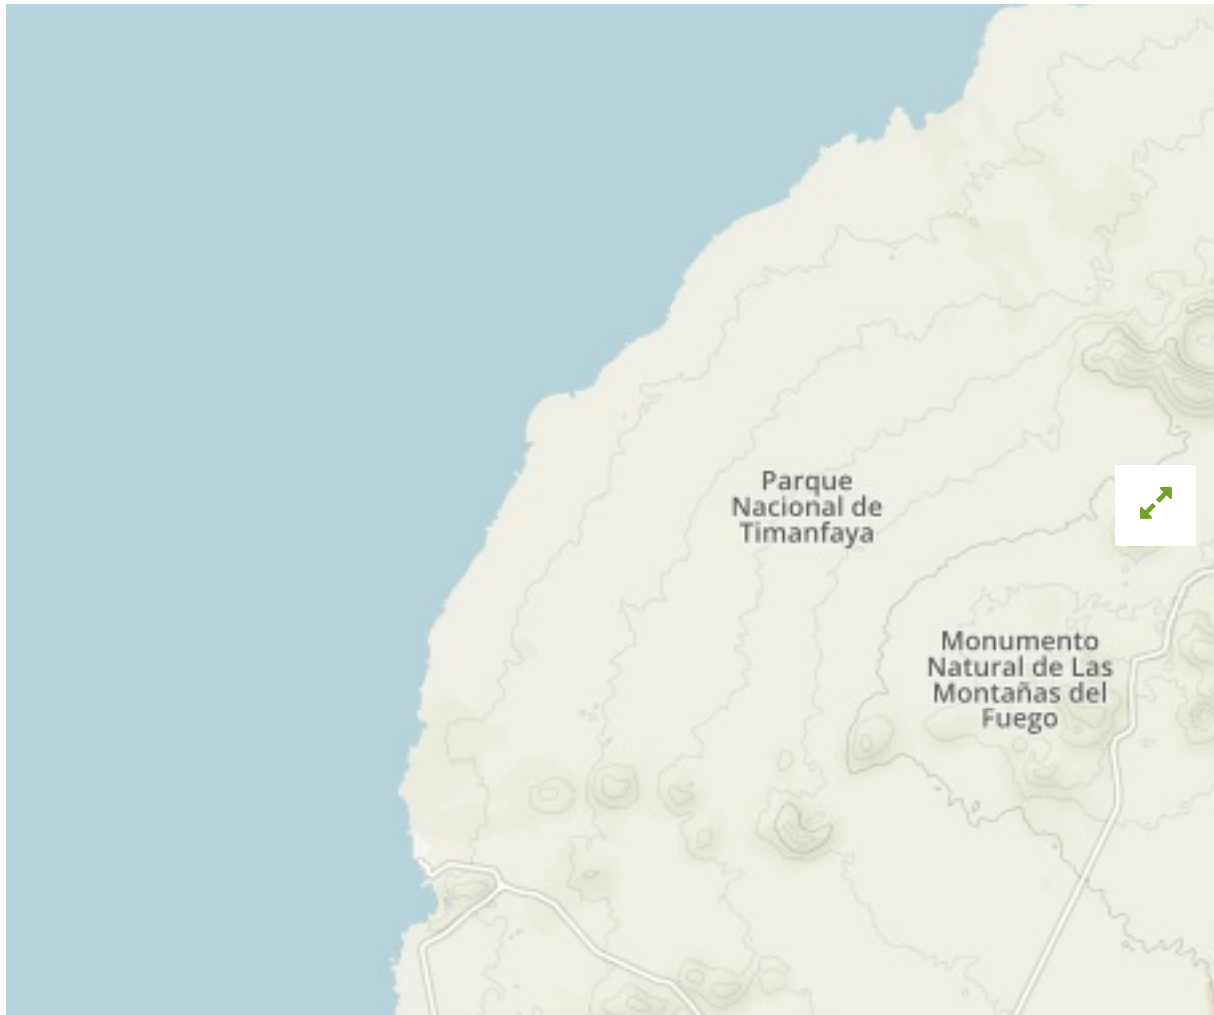 Parque
Nacional de
Timanfaya
Monumento
Natural de Las
Montañas del
Fuego